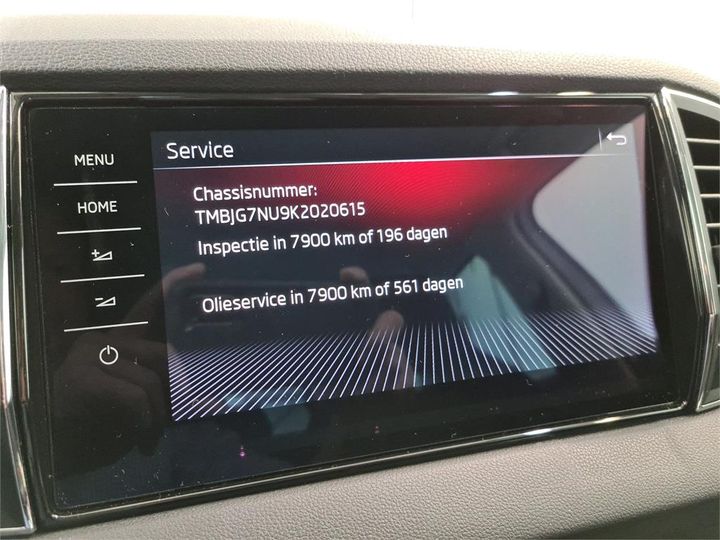 MENU
HOME
Service
Chassisnummer:
TMBJG7NU9K2020615
Inspectie in 7900 km of 196 dagen
Olieservice in 7900 km of 561 dagen